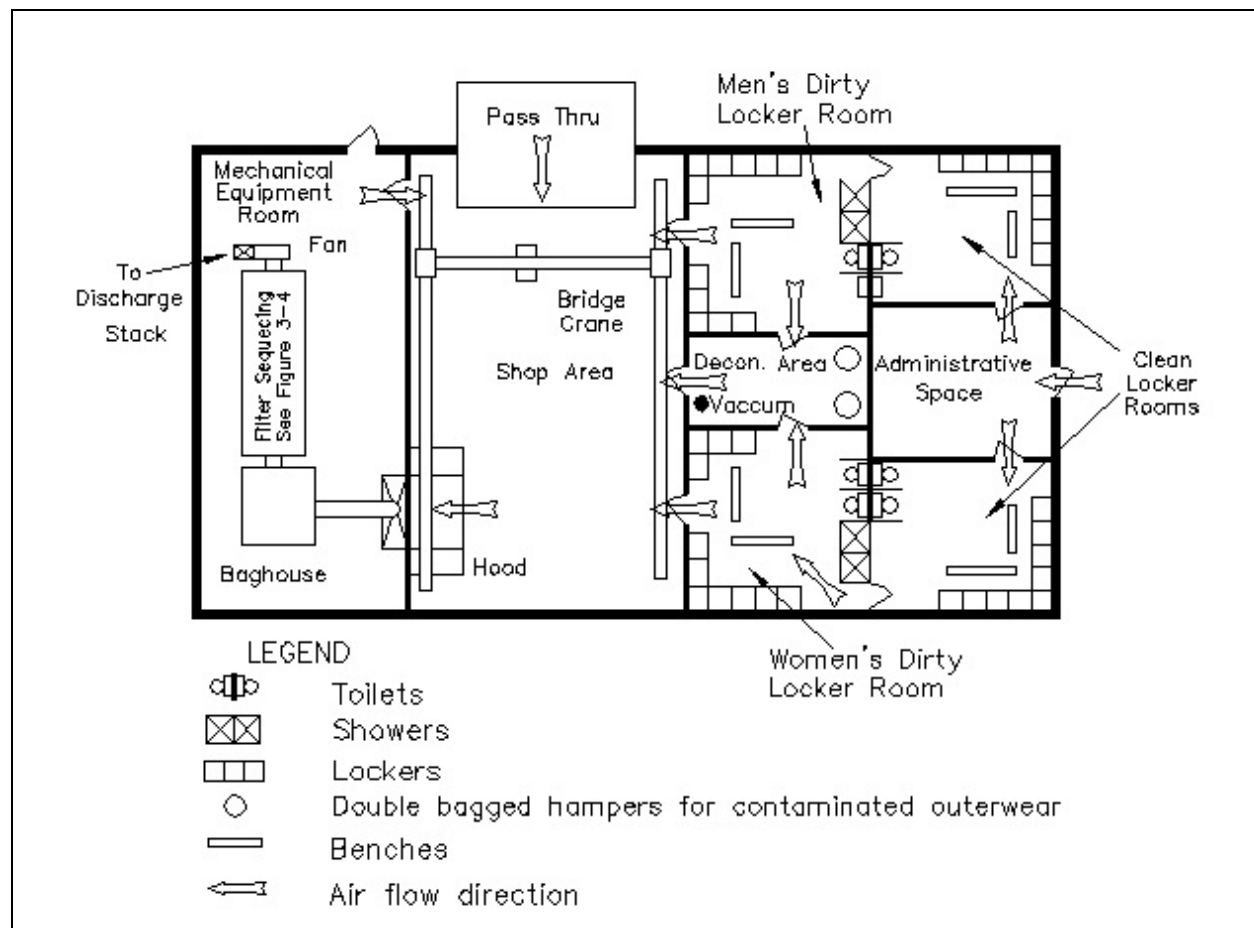 Men's Dirty
Locker Room
Pass Thru
Mechanical
Equipment
Room
Fan
To
Discharge
Stack
Filter Sequecing
See Figure 3-4
Bridge
Crane
Shop Area
Decon. Area
Vaccum
Administrative
Space
Clean
Locker
Rooms
Baghouse
Hood
Women's Dirty
Locker Room
LEGEND
Toilets
Showers
Lockers
Double bagged hampers for contaminated outerwear
Benches
Air flow direction